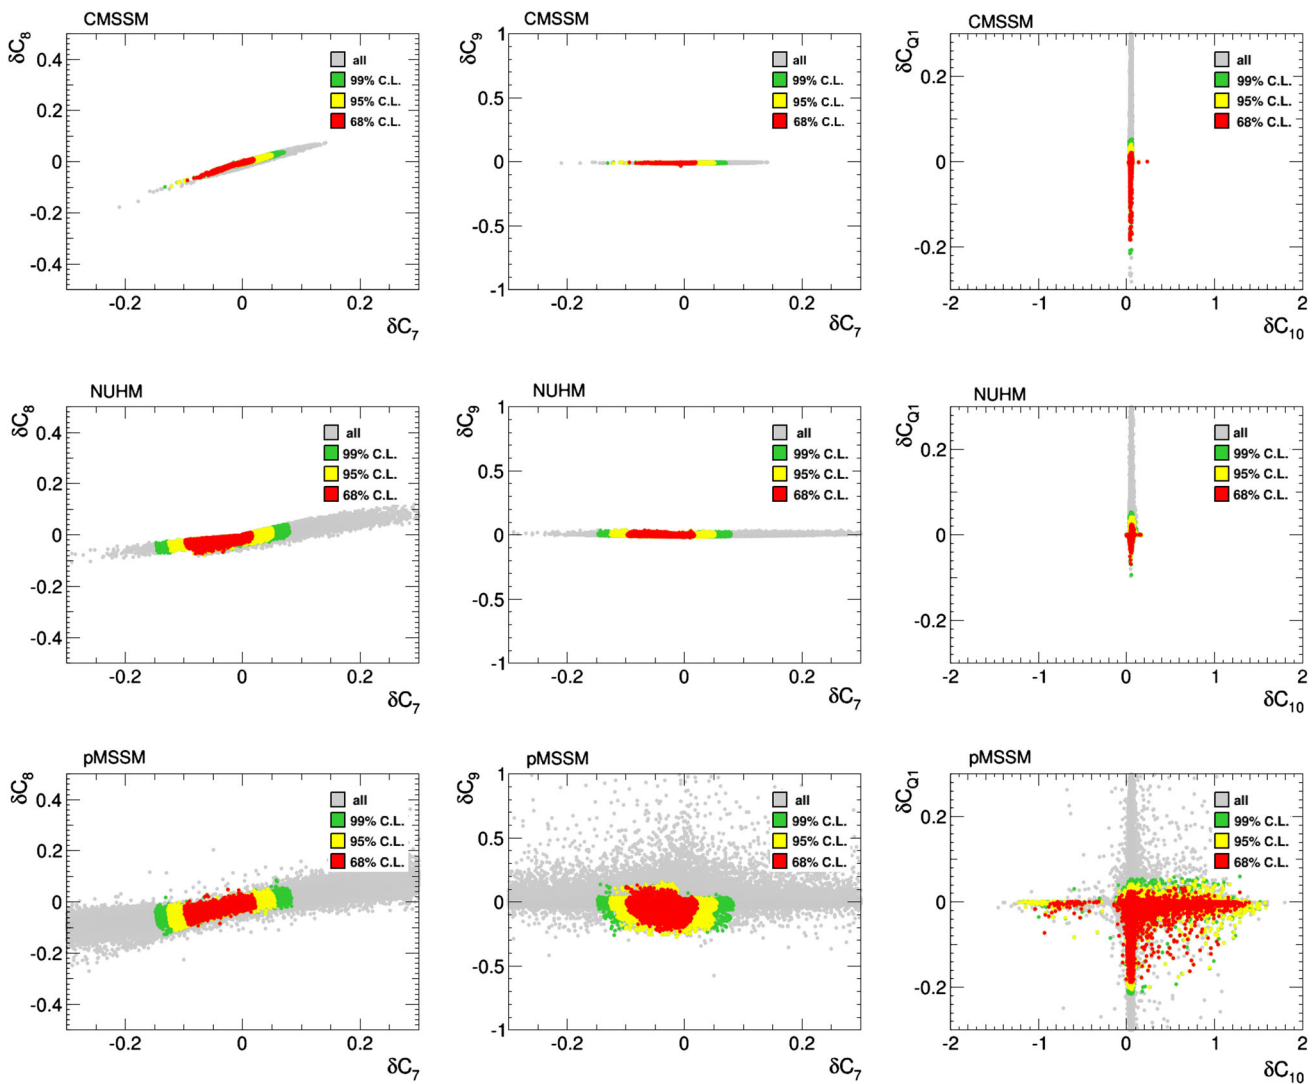 CMSSM
δC8
0.4
0.2
0
-0.2
-0.4
all
99% C.L.
95% C.L.
68% C.L.
-0.2 0 0.2
δC7
CMSSM
δC9
1
0.5
0
-0.5
-1
all
99% C.L.
95% C.L.
68% C.L.
-0.2 0 0.2
δC7
CMSSM
δCQ1
0.2
0
-0.2
all
99% C.L.
95% C.L.
68% C.L.
-2 -1 0 1 2
δC10
NUHM
δC8
0.4
0.2
0
-0.2
-0.4
all
99% C.L.
95% C.L.
68% C.L.
-0.2 0 0.2
δC7
NUHM
δC9
1
0.5
0
-0.5
-1
all
99% C.L.
95% C.L.
68% C.L.
-0.2 0 0.2
δC7
NUHM
δCQ1
0.2
0
-0.2
all
99% C.L.
95% C.L.
68% C.L.
-2 -1 0 1 2
δC10
pMSSM
δC8
0.4
0.2
0
-0.2
-0.4
all
99% C.L.
95% C.L.
68% C.L.
-0.2 0 0.2
δC7
pMSSM
δC9
1
0.5
0
-0.5
-1
all
99% C.L.
95% C.L.
68% C.L.
-0.2 0 0.2
δC7
pMSSM
δCQ1
0.2
0
-0.2
all
99% C.L.
95% C.L.
68% C.L.
-2 -1 0 1 2
δC10